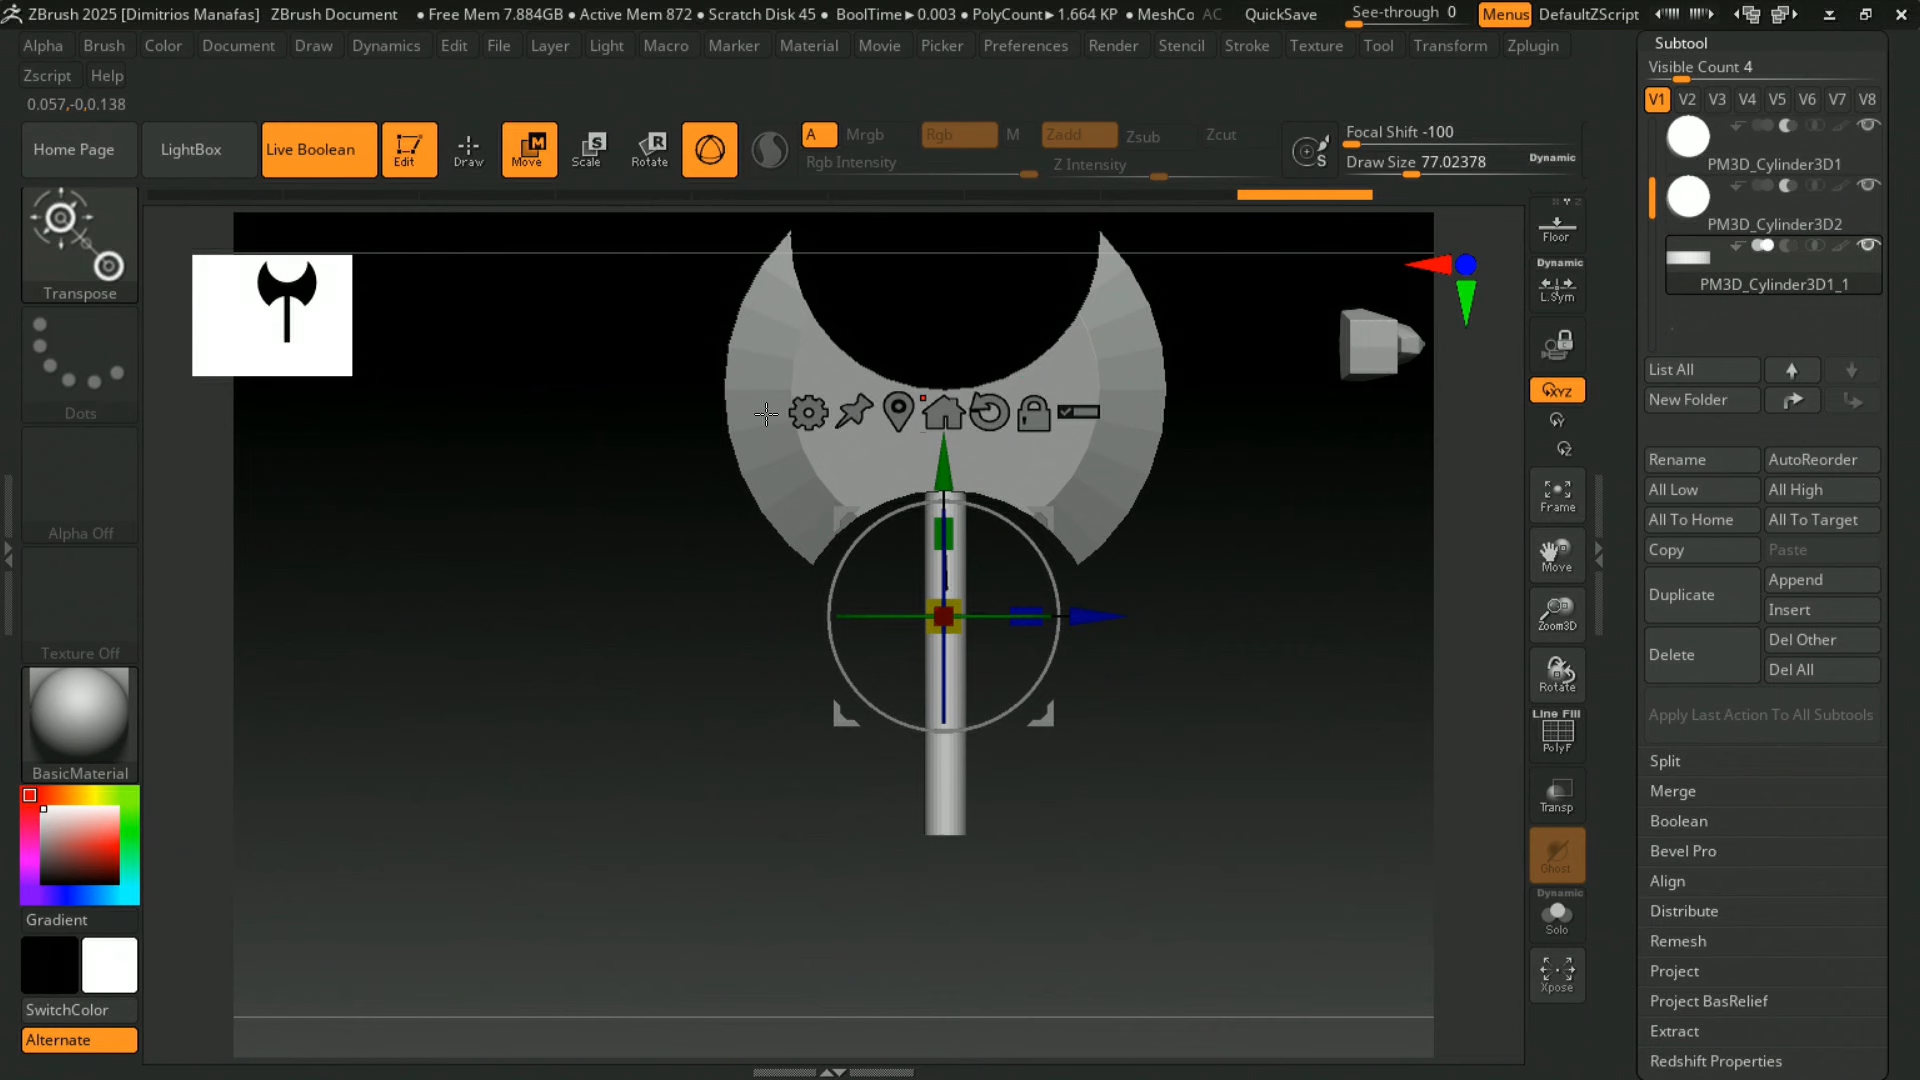 ZBrush 2025 [Dimitrios Manafas]   ZBrush Document   • Free Mem 7.884GB • Active Mem 872 • Scratch Disk 45 •   BoolTime►0.003 • PolyCount►1.664 KP • MeshCo AC QuickSave See-through 0 Menus DefaultZScript
Alpha Brush Color Document Draw Dynamics Edit File Layer Light Macro Marker Material Movie Picker Preferences Render Stencil Stroke Texture Tool Transform Zplugin
Zscript Help
0.057,-0,0.138
Home Page LightBox Live Boolean Edit Draw Move Scale Rotate A Mrgb Rgb M Zadd Zsub Zcut Focal Shift -100
Rgb Intensity Z Intensity Draw Size 77.02378 Dynamic
Transpose
Dots
Alpha Off
Texture Off
BasicMaterial
Gradient
SwitchColor
Alternate
Floor
Dynamic
L.Sym
XYZ
Y
Z
Frame
Move
Zoom3D
Rotate
Line Fill
PolyF
Transp
Ghost
Dynamic
Solo
Xpose
Subtool
Visible Count 4
V1 V2 V3 V4 V5 V6 V7 V8
PM3D_Cylinder3D1
PM3D_Cylinder3D2
PM3D_Cylinder3D1_1
List All
New Folder
Rename AutoReorder
All Low All High
All To Home All To Target
Copy Paste
Duplicate Append
Insert
Delete Del Other
Del All
Apply Last Action To All Subtools
Split
Merge
Boolean
Bevel Pro
Align
Distribute
Remesh
Project
Project BasRelief
Extract
Redshift Properties